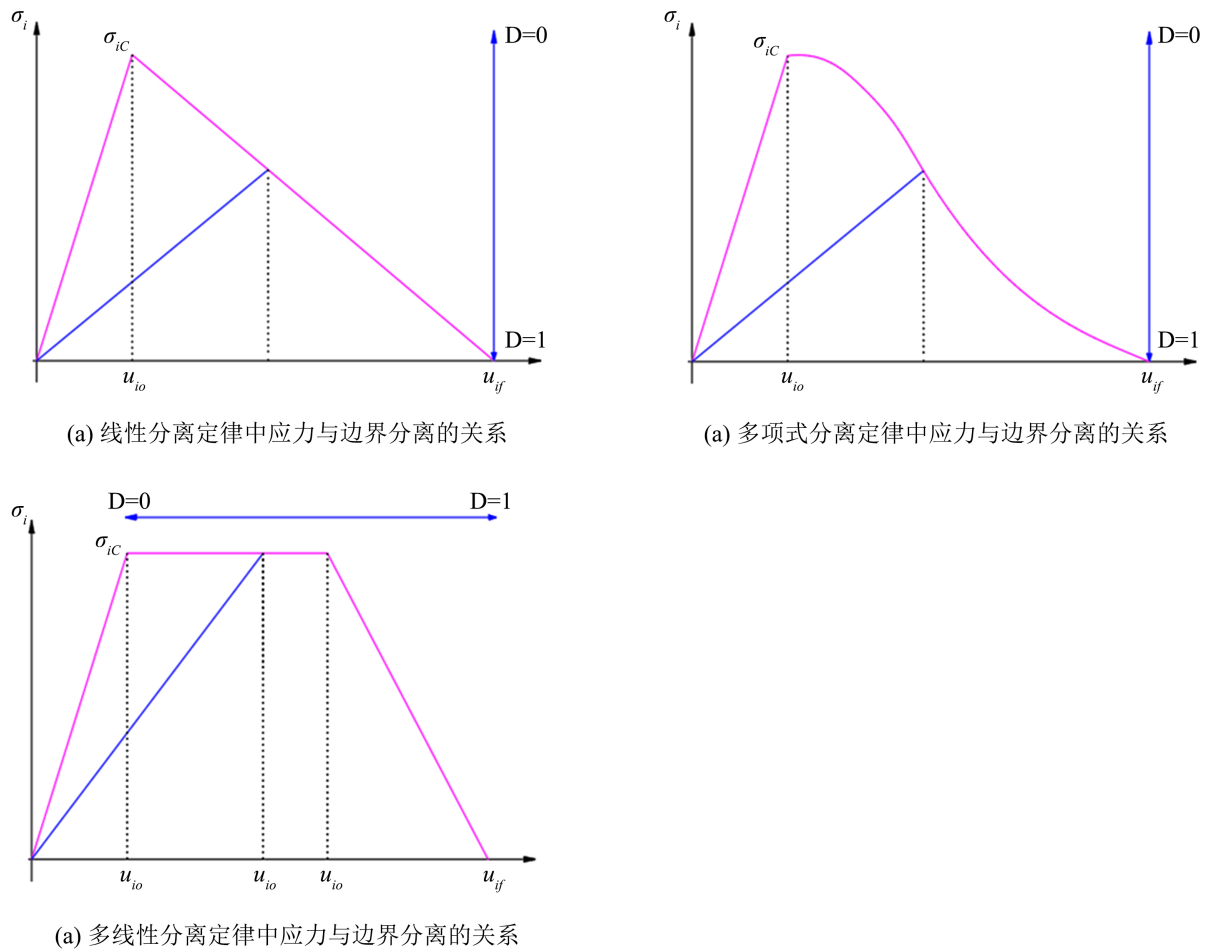 σi
σiC
D=0
D=1
uio
uif
(a) 线性分离定律中应力与边界分离的关系
σi
σiC
D=0
D=1
uio
uif
(a) 多项式分离定律中应力与边界分离的关系
D=0
D=1
σi
σiC
uio
uio
uio
uif
(a) 多线性分离定律中应力与边界分离的关系